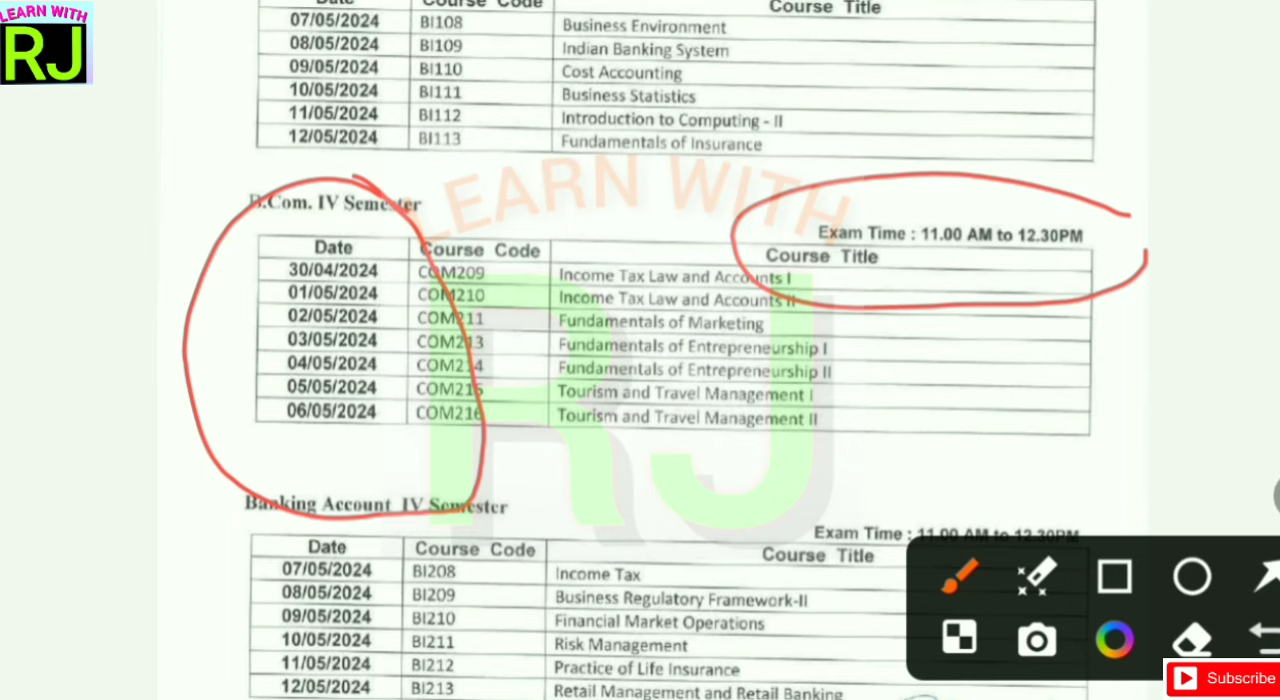 LEARN WITH
RJ
Date Course Code Course Title
07/05/2024 BI108 Business Environment
08/05/2024 BI109 Indian Banking System
09/05/2024 BI110 Cost Accounting
10/05/2024 BI111 Business Statistics
11/05/2024 BI112 Introduction to Computing - II
12/05/2024 BI113 Fundamentals of Insurance
LEARN WITH
RJ
B.Com. IV Semester
Exam Time : 11.00 AM to 12.30PM
Date Course Code Course Title
30/04/2024 COM209 Income Tax Law and Accounts I
01/05/2024 COM210 Income Tax Law and Accounts II
02/05/2024 COM211 Fundamentals of Marketing
03/05/2024 COM213 Fundamentals of Entrepreneurship I
04/05/2024 COM214 Fundamentals of Entrepreneurship II
05/05/2024 COM215 Tourism and Travel Management I
06/05/2024 COM216 Tourism and Travel Management II
Banking Account IV Semester
Exam Time : 11.00 AM to 12.30PM
Date Course Code Course Title
07/05/2024 BI208 Income Tax
08/05/2024 BI209 Business Regulatory Framework-II
09/05/2024 BI210 Financial Market Operations
10/05/2024 BI211 Risk Management
11/05/2024 BI212 Practice of Life Insurance
12/05/2024 BI213 Retail Management and Retail Banking
Subscribe